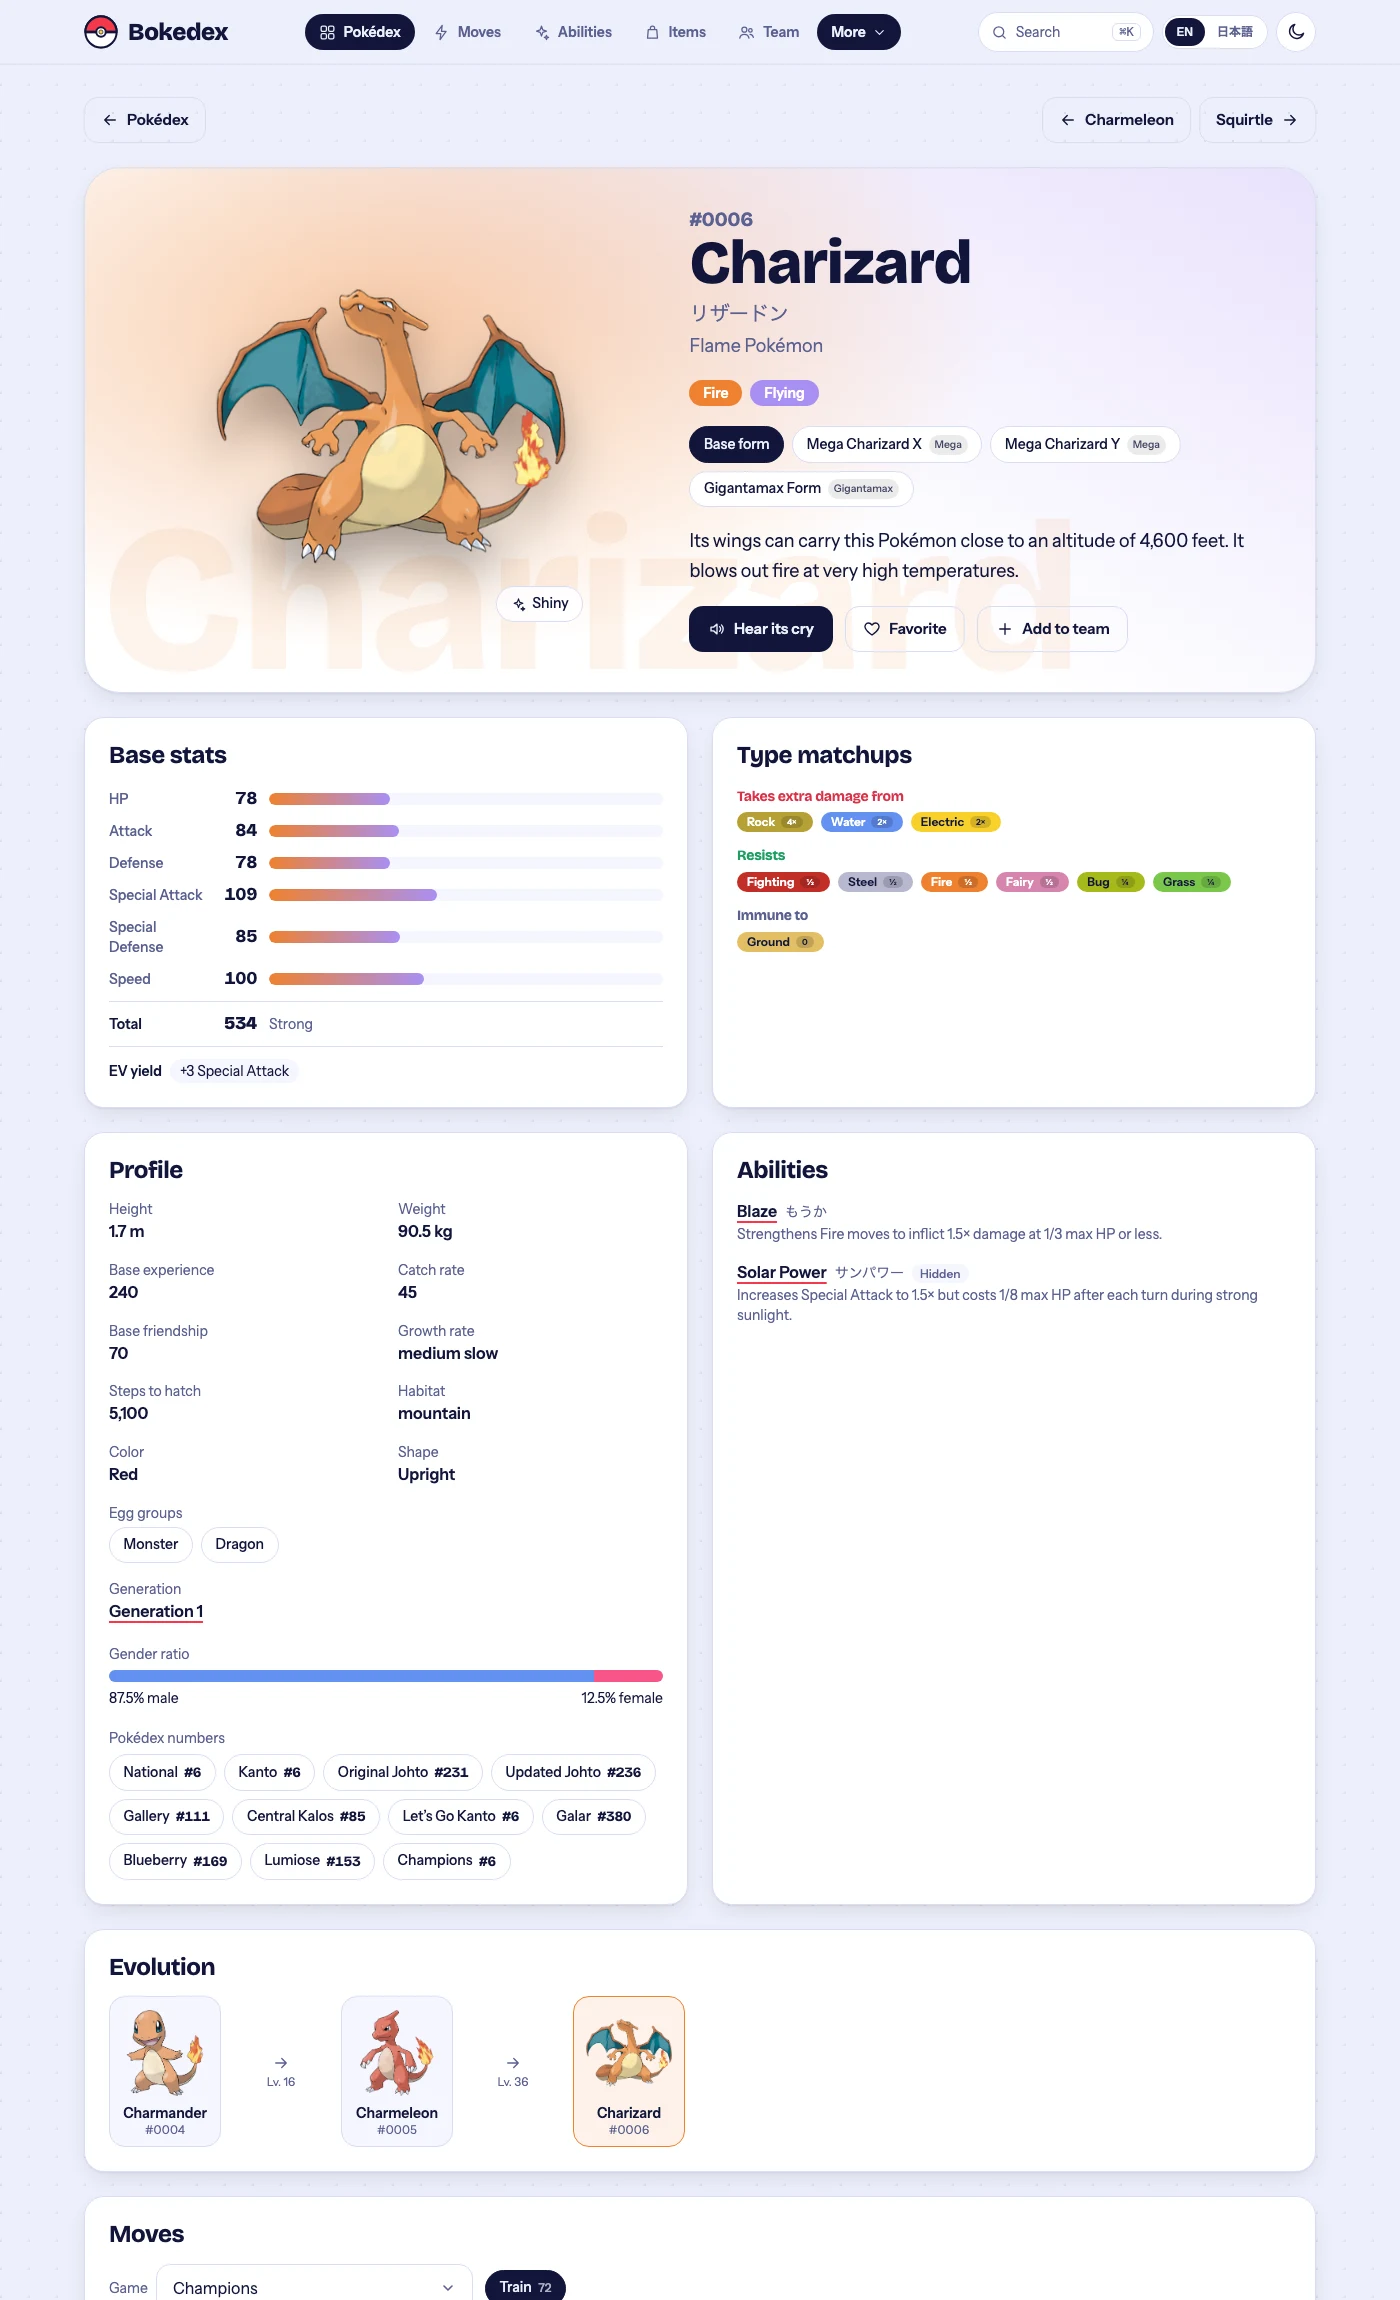 Bokedex
Pokédex
Moves
Abilities
Items
Team
More
Search ⌘K
EN
日本語
← Pokédex
← Charmeleon
Squirtle →
#0006
Charizard
リザードン
Flame Pokémon
Fire Flying
Base form
Mega Charizard X Mega
Mega Charizard Y Mega
Gigantamax Form Gigantamax
Its wings can carry this Pokémon close to an altitude of 4,600 feet. It
blows out fire at very high temperatures.
Charizard
Shiny
Hear its cry
Favorite
+ Add to team
Base stats
HP 78
Attack 84
Defense 78
Special Attack 109
Special
Defense 85
Speed 100
Total 534 Strong
EV yield +3 Special Attack
Type matchups
Takes extra damage from
Rock 4× Water 2× Electric 2×
Resists
Fighting ½ Steel ½ Fire ½ Fairy ½ Bug ¼ Grass ¼
Immune to
Ground 0
Profile
Height Weight
1.7 m 90.5 kg
Base experience Catch rate
240 45
Base friendship Growth rate
70 medium slow
Steps to hatch Habitat
5,100 mountain
Color Shape
Red Upright
Egg groups
Monster Dragon
Generation
Generation 1
Gender ratio
87.5% male 12.5% female
Pokédex numbers
National #6 Kanto #6 Original Johto #231 Updated Johto #236
Gallery #111 Central Kalos #85 Let's Go Kanto #6 Galar #380
Blueberry #169 Lumiose #153 Champions #6
Abilities
Blaze もうか
Strengthens Fire moves to inflict 1.5× damage at 1/3 max HP or less.
Solar Power サンパワー Hidden
Increases Special Attack to 1.5× but costs 1/8 max HP after each turn during strong
sunlight.
Evolution
Charmander
#0004
→
Lv. 16
Charmeleon
#0005
→
Lv. 36
Charizard
#0006
Moves
Game Champions Train 72